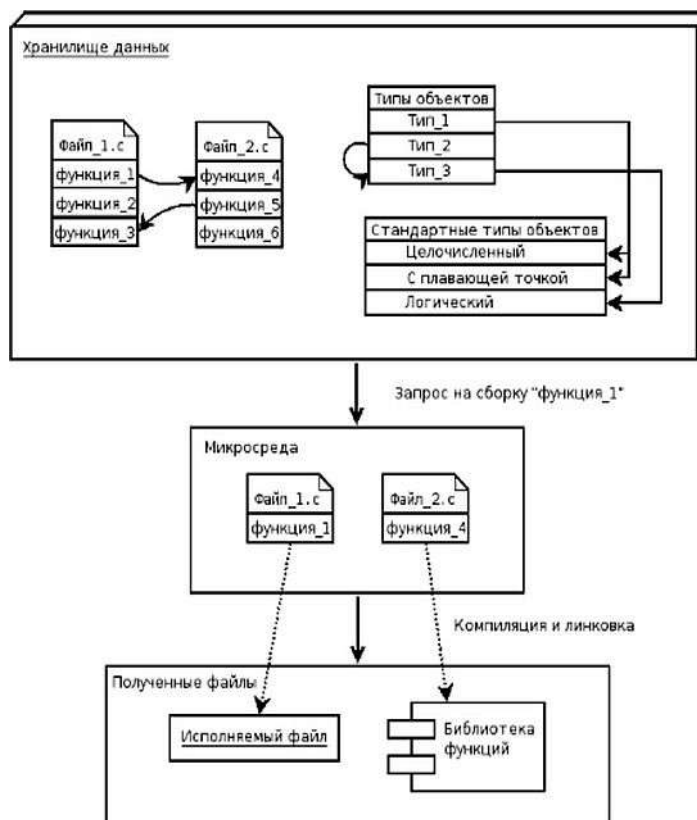 Хранилище данных
Типы объектов
Тип_1
Тип_2
Тип_3
Файл_1.c
функция_1
функция_2
функция_3
Файл_2.c
функция_4
функция_5
функция_6
Стандартные типы объектов
Целочисленный
С плавающей точкой
Логический
Запрос на сборку "функция_1"
Микросреда
Файл_1.c
функция_1
Файл_2.c
функция_4
Компиляция и линковка
Полученные файлы
Исполняемый файл
Библиотека
функций